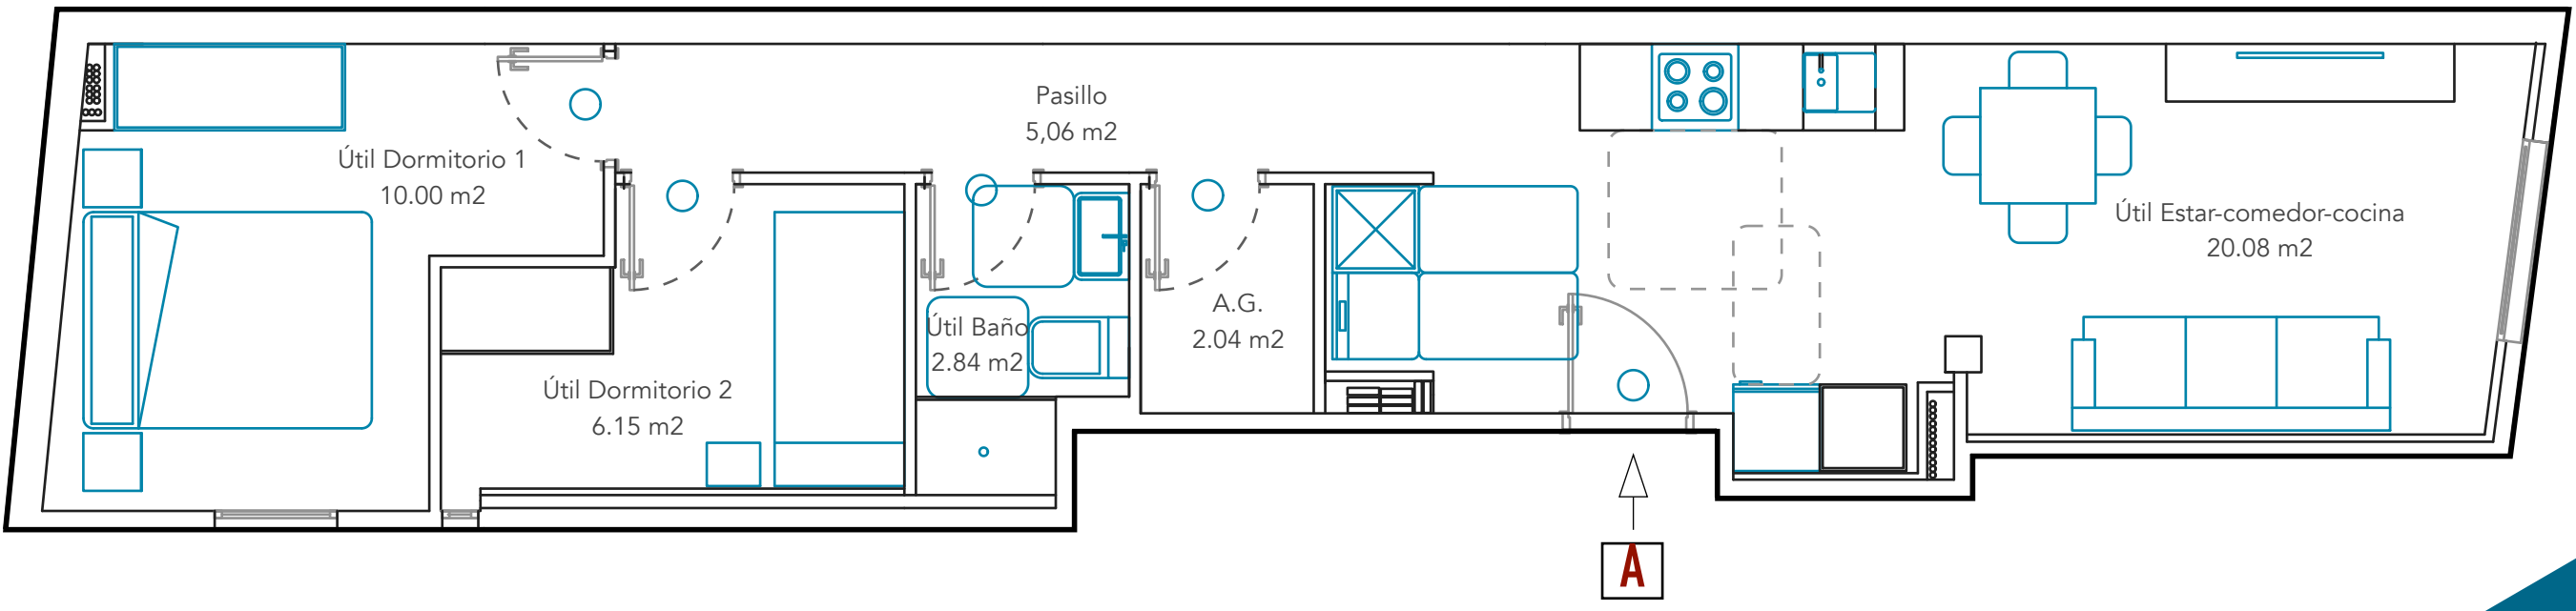 Pasillo
5,06 m2
Útil Dormitorio 1
10.00 m2
Útil Estar-comedor-cocina
20.08 m2
A.G.
2.04 m2
Útil Baño
2.84 m2
Útil Dormitorio 2
6.15 m2
A